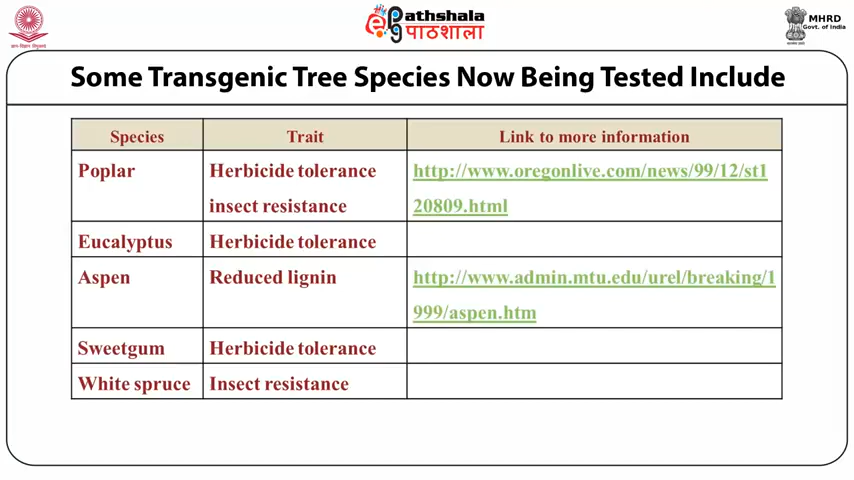 ePathshala
पाठशाला
MHRD
Govt. of India
Some Transgenic Tree Species Now Being Tested Include
Species Trait Link to more information
Poplar Herbicide tolerance http://www.oregonlive.com/news/99/12/st1
insect resistance 20809.html
Eucalyptus Herbicide tolerance
Aspen Reduced lignin http://www.admin.mtu.edu/urel/breaking/1
999/aspen.htm
Sweetgum Herbicide tolerance
White spruce Insect resistance